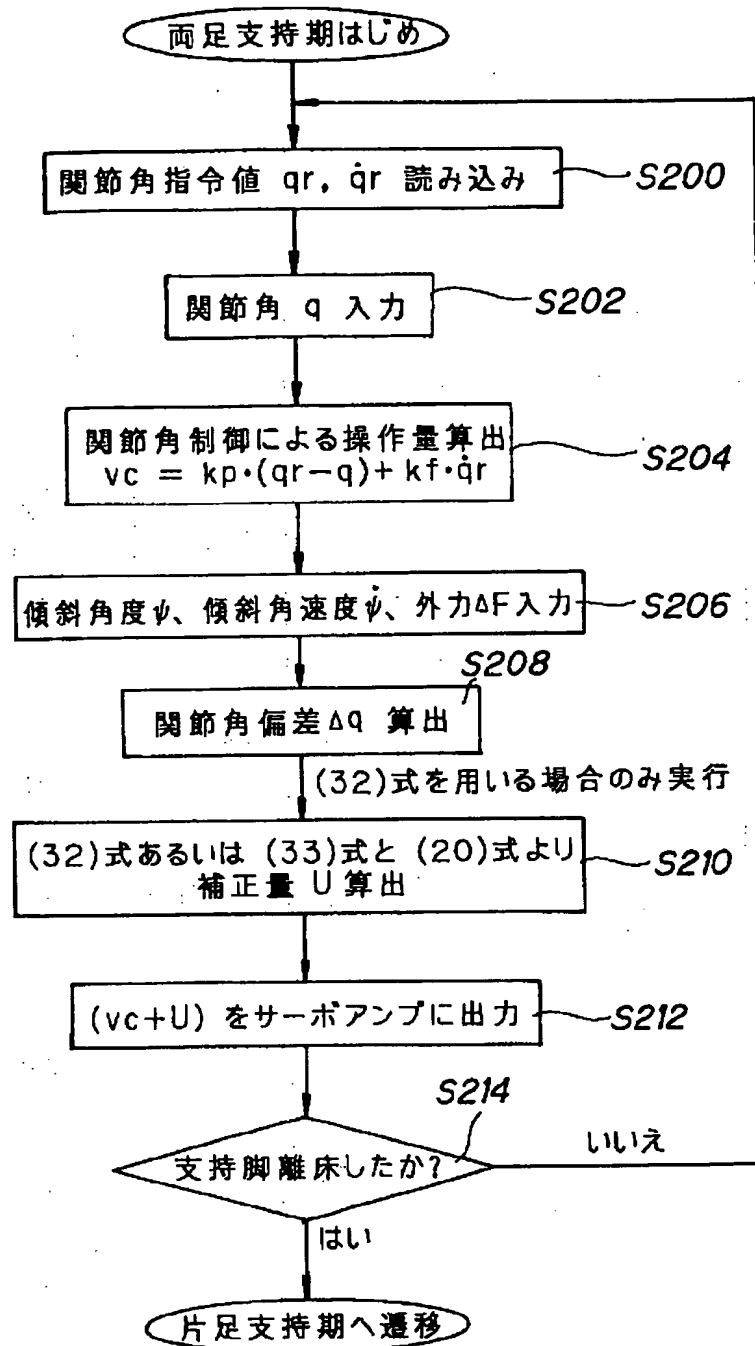 両足支持期はじめ
関節角指令値 qr, q̇r 読み込み
S200
関節角 q 入力
S202
関節角制御による操作量算出
vc = kp・(qr-q)+ kf・q̇r
S204
傾斜角度ψ、傾斜角速度ψ̇、外力ΔF入力
S206
S208
関節角偏差Δq 算出
(32)式を用いる場合のみ実行
(32)式あるいは (33)式と (20)式より
補正量 U 算出
S210
(vc+U) をサーボアンプに出力
S212
S214
支持脚離床したか?
いいえ
はい
片足支持期へ遷移